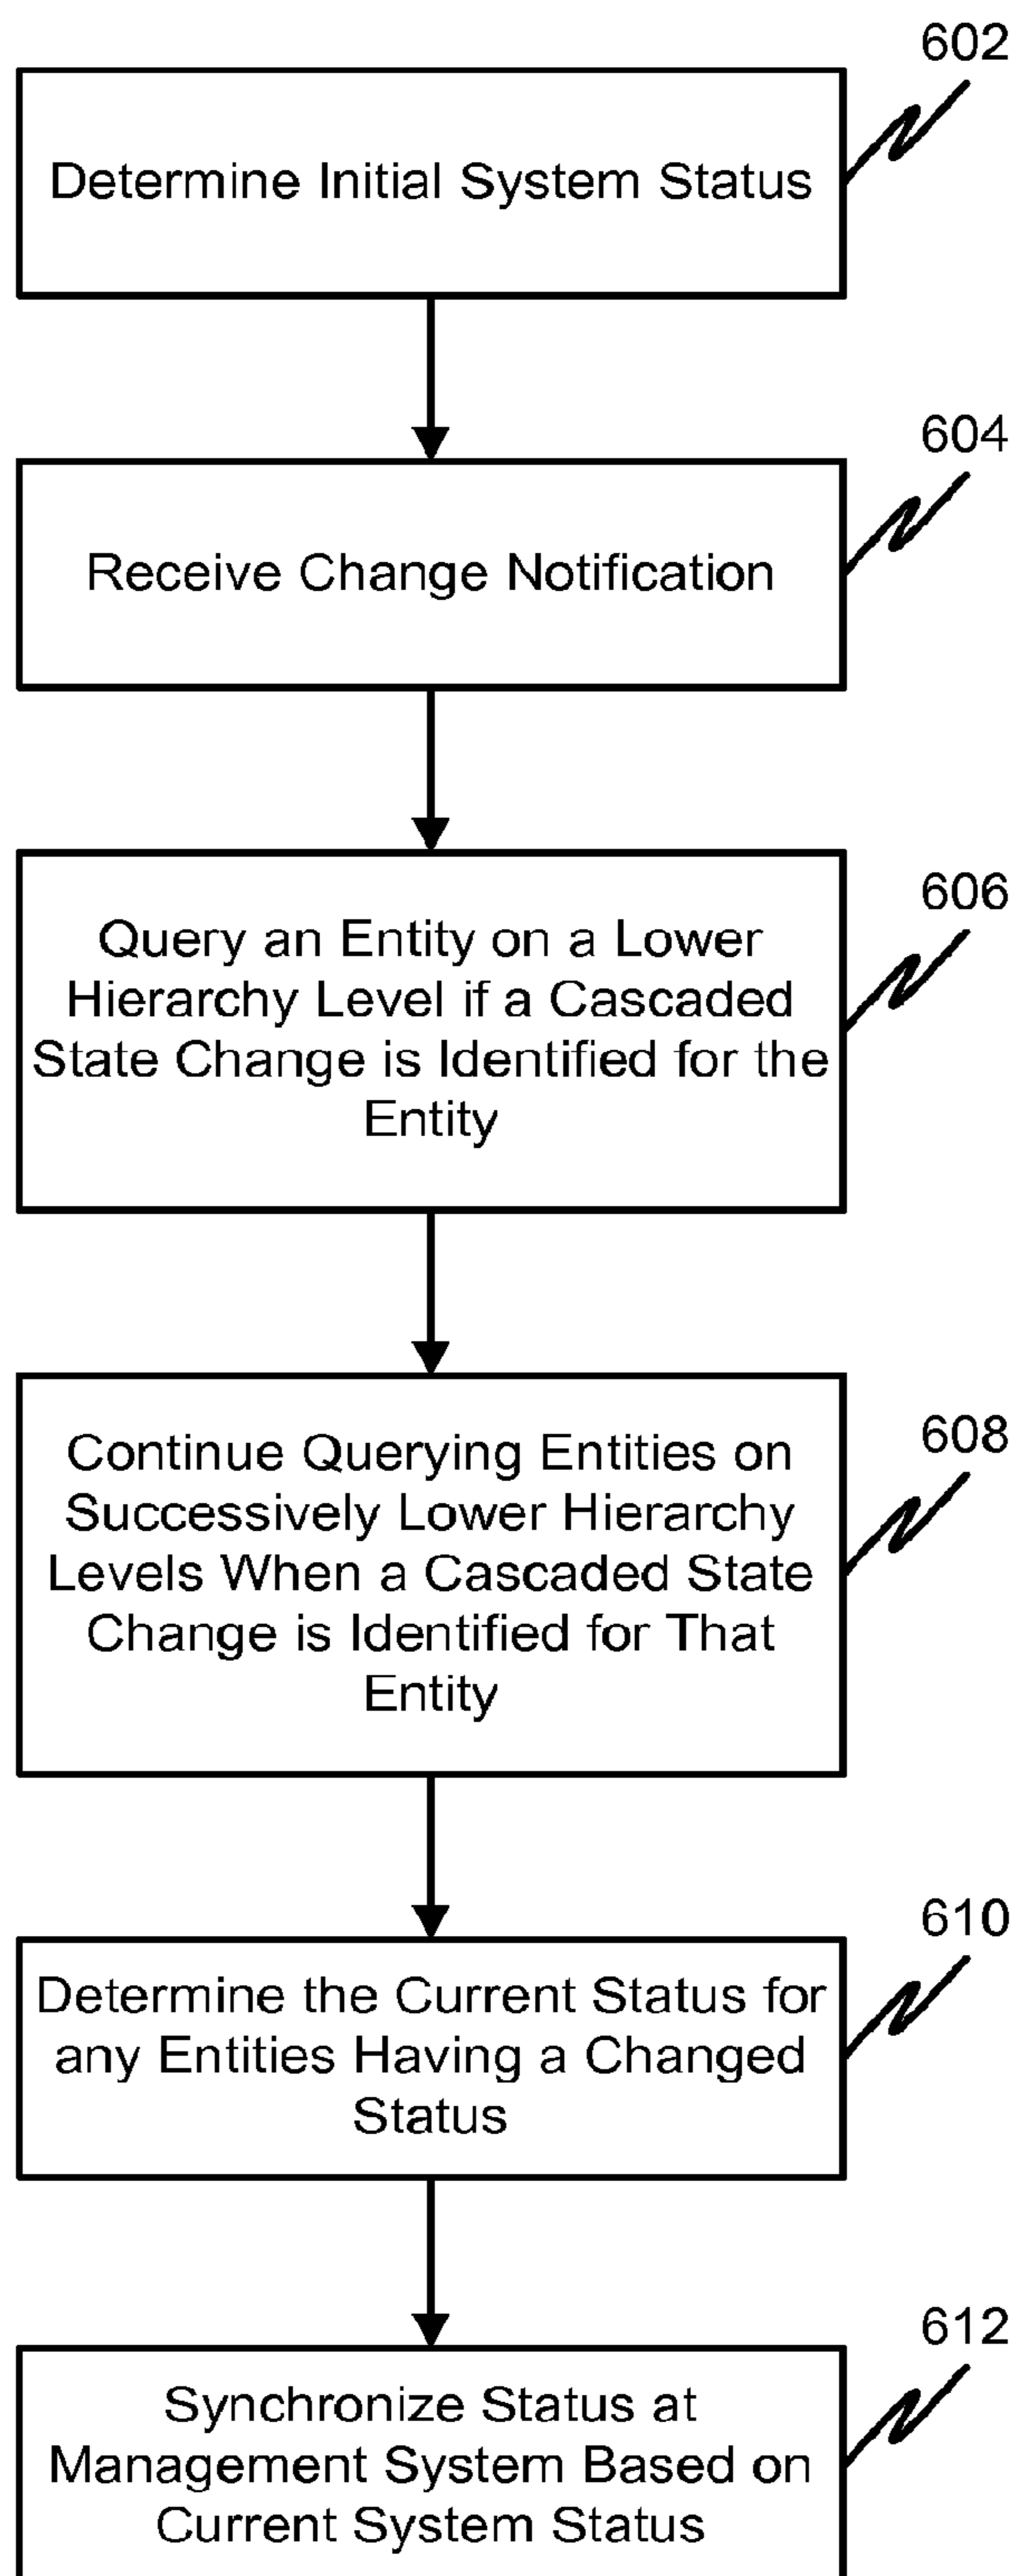 602
Determine Initial System Status
604
Receive Change Notification
606
Query an Entity on a Lower
Hierarchy Level if a Cascaded
State Change is Identified for the
Entity
608
Continue Querying Entities on
Successively Lower Hierarchy
Levels When a Cascaded State
Change is Identified for That
Entity
610
Determine the Current Status for
any Entities Having a Changed
Status
612
Synchronize Status at
Management System Based on
Current System Status